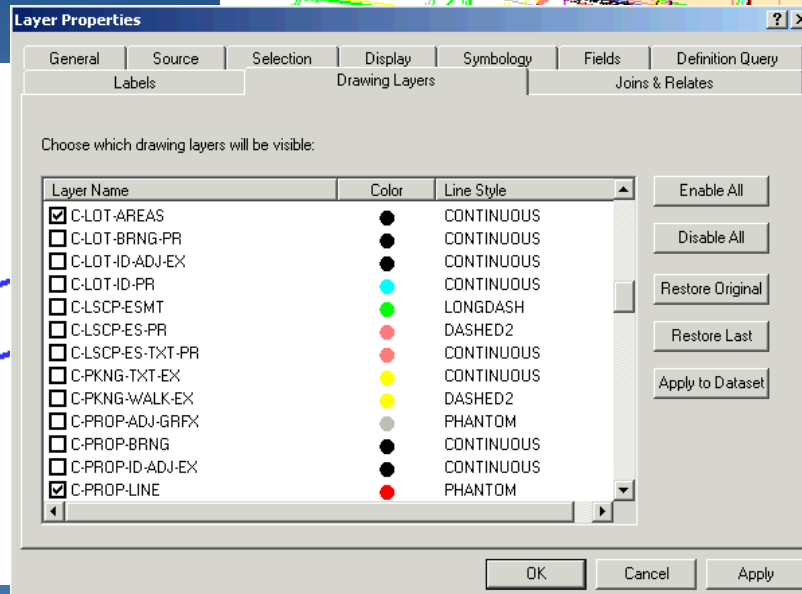 Layer Properties
General Source Selection Display Symbology Fields Definition Query
Labels Drawing Layers Joins & Relates
Choose which drawing layers will be visible:
Layer Name Color Line Style
C-LOT-AREAS CONTINUOUS
C-LOT-BRNG-PR CONTINUOUS
C-LOT-ID-ADJ-EX CONTINUOUS
C-LOT-ID-PR CONTINUOUS
C-LSCP-ESMT LONGDASH
C-LSCP-ES-PR DASHED2
C-LSCP-ES-TXT-PR CONTINUOUS
C-PKNG-TXT-EX CONTINUOUS
C-PKNG-WALK-EX DASHED2
C-PROP-ADJ-GRFX PHANTOM
C-PROP-BRNG CONTINUOUS
C-PROP-ID-ADJ-EX CONTINUOUS
C-PROP-LINE PHANTOM
Enable All
Disable All
Restore Original
Restore Last
Apply to Dataset
OK Cancel Apply